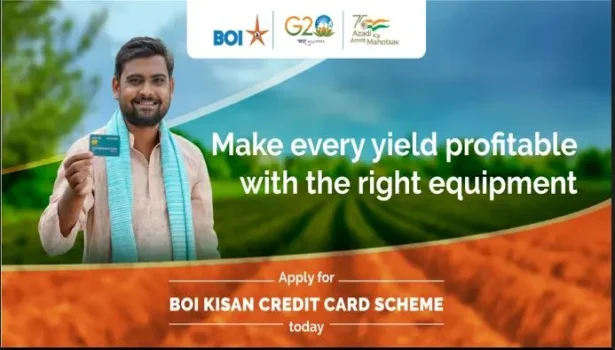 BOI
G20
75
Azadi Ka
Amrit Mahotsav
Make every yield profitable
with the right equipment
Apply for
BOI KISAN CREDIT CARD SCHEME
today